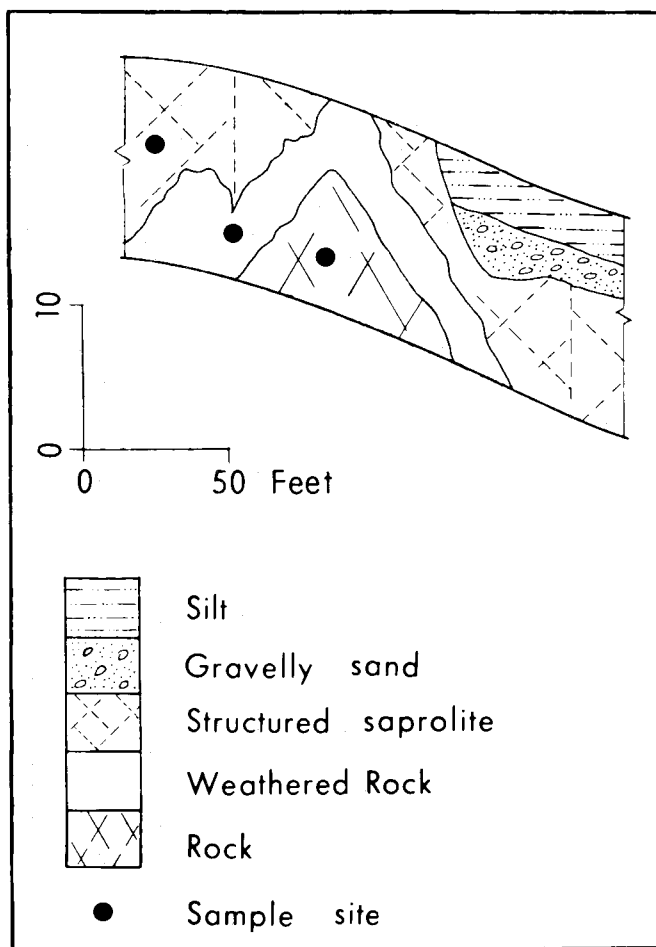 10
0
0 50 Feet
Silt
Gravelly sand
Structured saprolite
Weathered Rock
Rock
Sample site